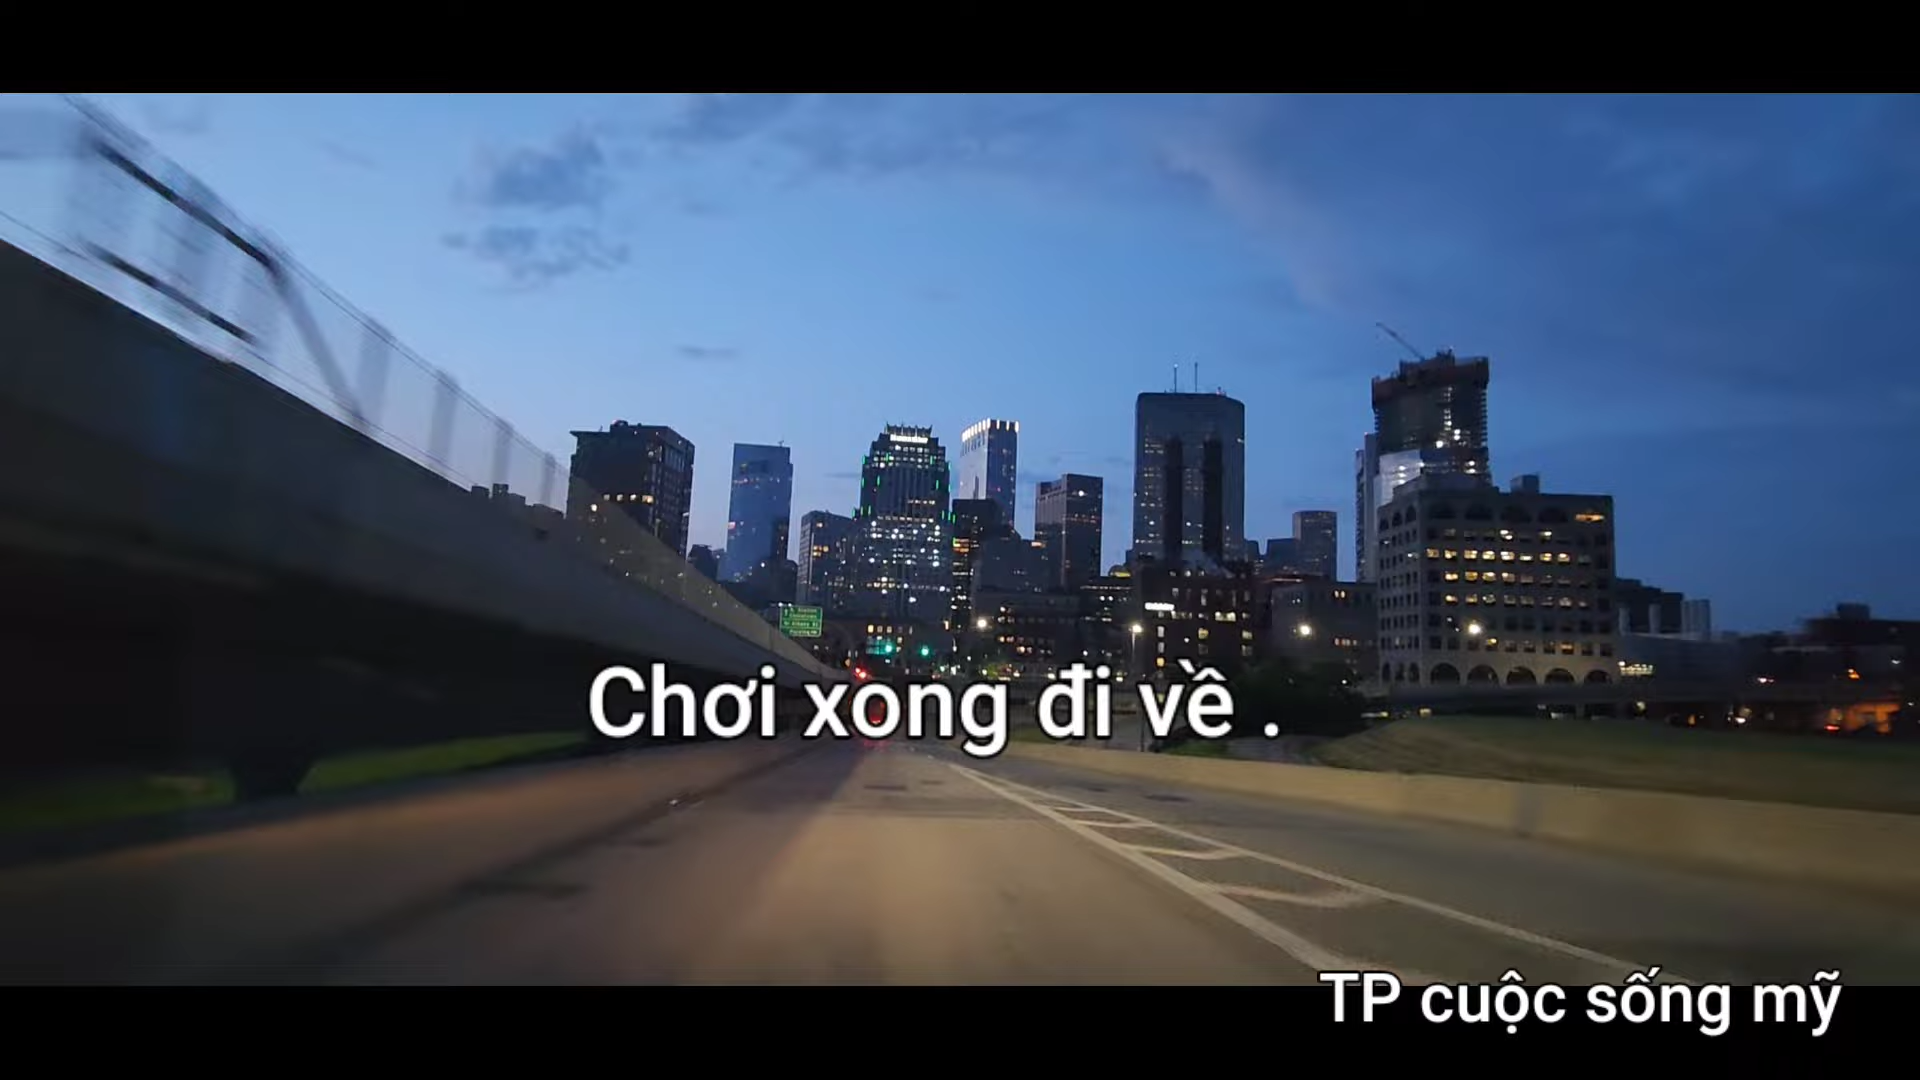 Chơi xong đi về .
TP cuộc sống mỹ